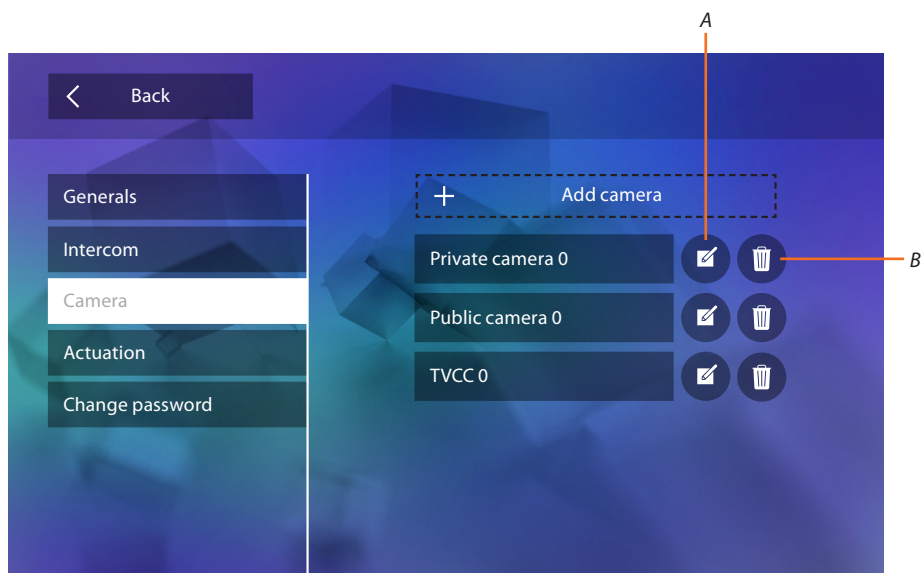 A
Back
Generals
Intercom
Camera
Actuation
Change password
+ Add camera
Private camera 0
B
Public camera 0
TVCC 0